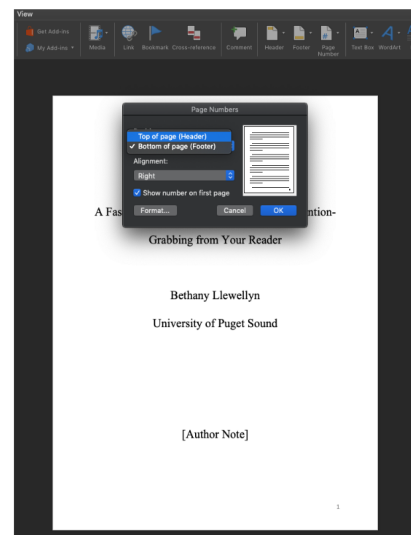 View
Get Add-ins
My Add-ins
Media
Link
Bookmark
Cross-reference
Comment
Header
Footer
Page
Number
Text Box
WordArt
Page Numbers
Top of page (Header)
✓ Bottom of page (Footer)
Alignment:
Right
Show number on first page
Format...
Cancel
OK
A Fas
ntion-
Grabbing from Your Reader
Bethany Llewellyn
University of Puget Sound
[Author Note]
1